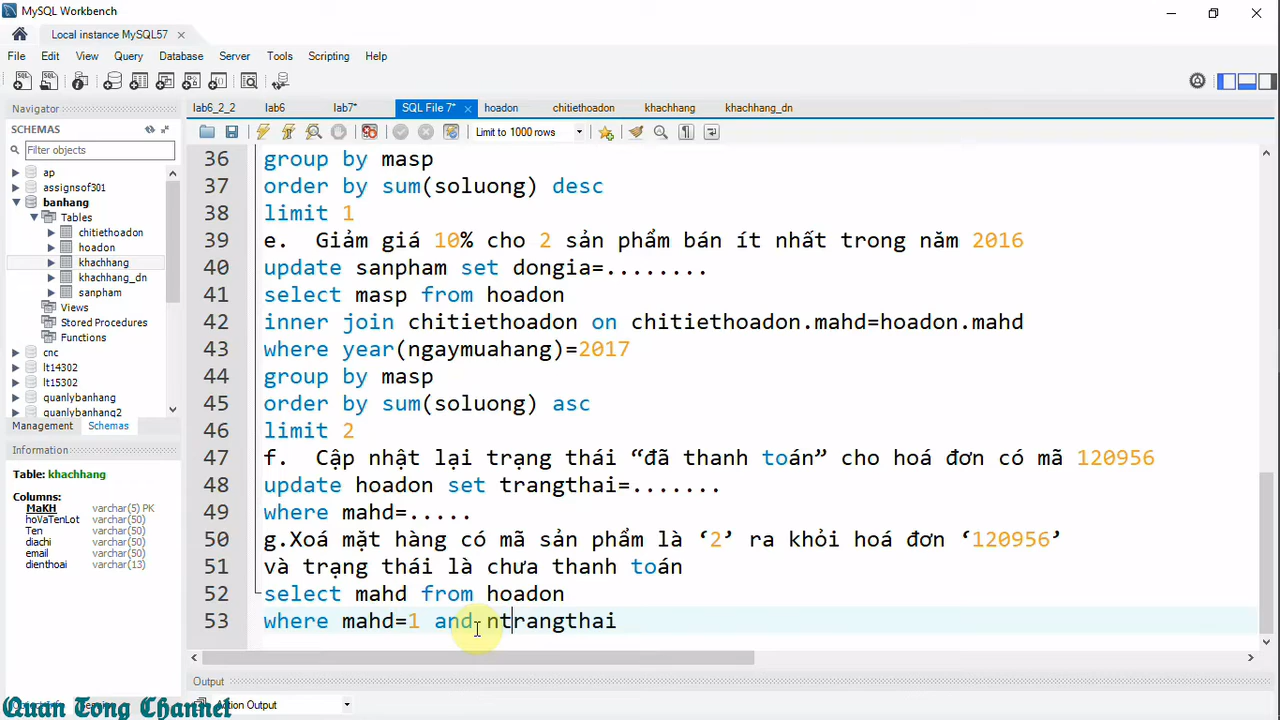 MySQL Workbench
Local instance MySQL57
File Edit View Query Database Server Tools Scripting Help
Navigator
SCHEMAS
Filter objects
ap
assignsof301
banhang
Tables
chitiethoadon
hoadon
khachhang
khachhang_dn
sanpham
Views
Stored Procedures
Functions
cnc
lt14302
lt15302
quanlybanhang
quanlybanhang2
Management Schemas
Information
Table: khachhang
Columns:
MaKH varchar(5) PK
hoVaTenLot varchar(50)
Ten varchar(50)
diachi varchar(50)
email varchar(50)
dienthoai varchar(13)
lab6_2_2 lab6 lab7* SQL File 7* hoadon chitiethoadon khachhang khachhang_dn
Limit to 1000 rows
36 group by masp
37 order by sum(soluong) desc
38 limit 1
39 e. Giảm giá 10% cho 2 sản phẩm bán ít nhất trong năm 2016
40 update sanpham set dongia=........
41 select masp from hoadon
42 inner join chitiethoadon on chitiethoadon.mahd=hoadon.mahd
43 where year(ngaymuahang)=2017
44 group by masp
45 order by sum(soluong) asc
46 limit 2
47 f. Cập nhật lại trạng thái “đã thanh toán” cho hoá đơn có mã 120956
48 update hoadon set trangthai=.......
49 where mahd=.....
50 g.Xoá mặt hàng có mã sản phẩm là ‘2’ ra khỏi hoá đơn ‘120956’
51 và trạng thái là chưa thanh toán
52 select mahd from hoadon
53 where mahd=1 and ntrangthai
Output
Action Output
Quan Tong Channel